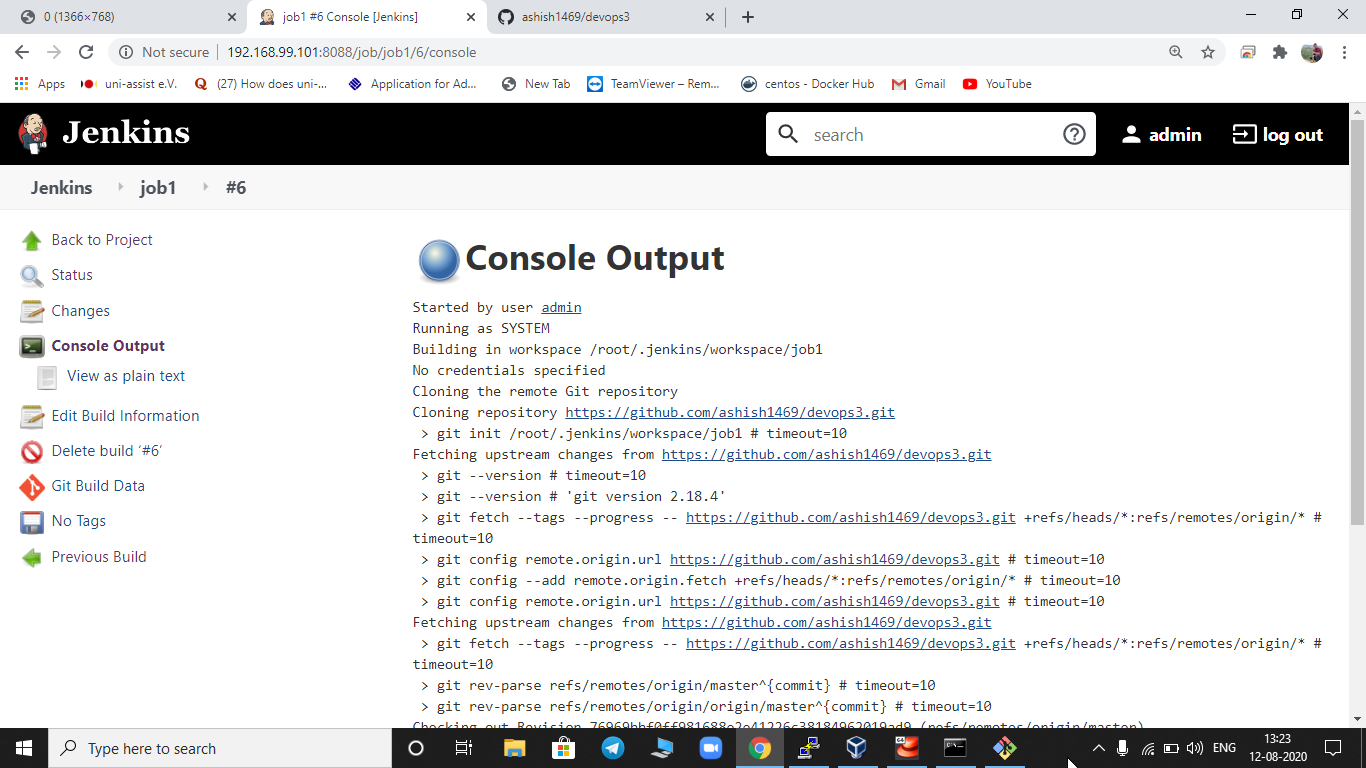 0 (1366×768)
job1 #6 Console [Jenkins]
ashish1469/devops3
Not secure
192.168.99.101:8088/job/job1/6/console
Apps
uni-assist e.V.
(27) How does uni-...
Application for Ad...
New Tab
TeamViewer – Rem...
centos - Docker Hub
Gmail
YouTube
Jenkins
search
admin
log out
Jenkins
job1
#6
Back to Project
Status
Changes
Console Output
View as plain text
Edit Build Information
Delete build ‘#6’
Git Build Data
No Tags
Previous Build
Console Output
Started by user admin
Running as SYSTEM
Building in workspace /root/.jenkins/workspace/job1
No credentials specified
Cloning the remote Git repository
Cloning repository https://github.com/ashish1469/devops3.git
> git init /root/.jenkins/workspace/job1 # timeout=10
Fetching upstream changes from https://github.com/ashish1469/devops3.git
> git --version # timeout=10
> git --version # 'git version 2.18.4'
> git fetch --tags --progress -- https://github.com/ashish1469/devops3.git +refs/heads/*:refs/remotes/origin/* #
timeout=10
> git config remote.origin.url https://github.com/ashish1469/devops3.git # timeout=10
> git config --add remote.origin.fetch +refs/heads/*:refs/remotes/origin/* # timeout=10
> git config remote.origin.url https://github.com/ashish1469/devops3.git # timeout=10
Fetching upstream changes from https://github.com/ashish1469/devops3.git
> git fetch --tags --progress -- https://github.com/ashish1469/devops3.git +refs/heads/*:refs/remotes/origin/* #
timeout=10
> git rev-parse refs/remotes/origin/master^{commit} # timeout=10
> git rev-parse refs/remotes/origin/origin/master^{commit} # timeout=10
Checking out Revision (refs/remotes/origin/master)
Type here to search
ENG
13:23
12-08-2020